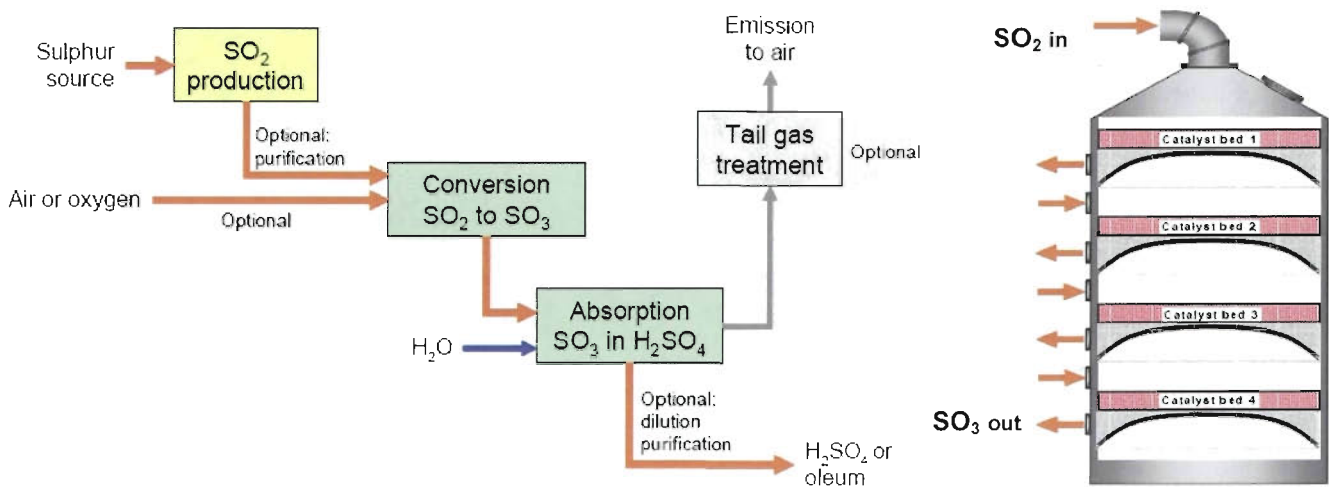 Sulphur
source
SO₂
production
Optional:
purification
Air or oxygen
Optional
Conversion
SO₂ to SO₃
H₂O
Absorption
SO₃ in H₂SO₄
Optional:
dilution
purification
H₂SO₄ or
oleum
Emission
to air
Tail gas
treatment
Optional
SO₂ in
Catalyst bed 1
Catalyst bed 2
Catalyst bed 3
Catalyst bed 4
SO₃ out